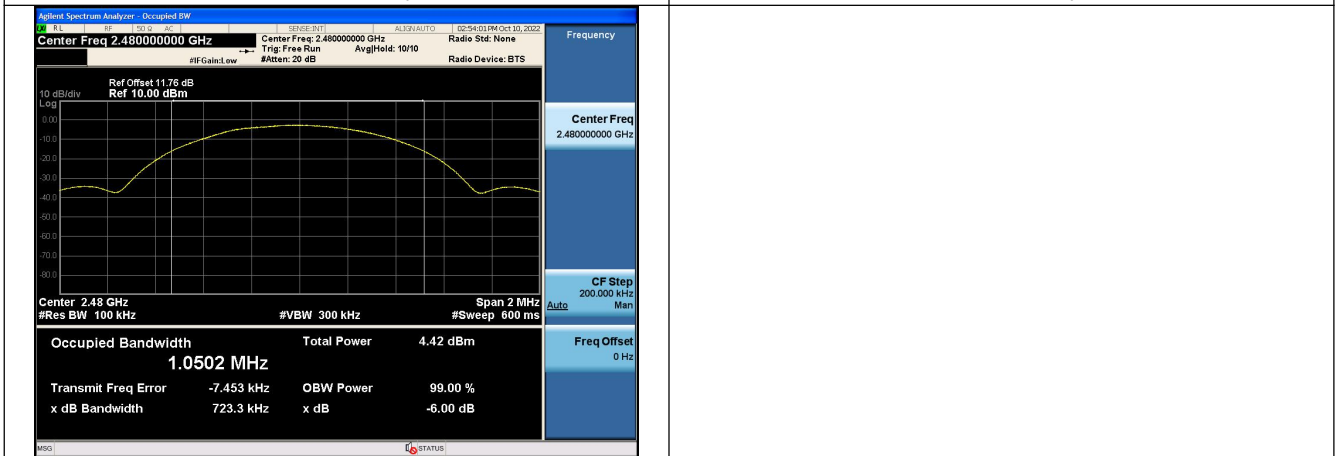 Agilent Spectrum Analyzer - Occupied BW
RL RF 50 Ω AC SENSE:INT ALIGN AUTO 02:54:01 PM Oct 10, 2022
Center Freq 2.480000000 GHz Center Freq: 2.480000000 GHz Radio Std: None Frequency
Trig: Free Run Avg|Hold: 10/10
#IFGain:Low #Atten: 20 dB Radio Device: BTS
Ref Offset 11.76 dB
10 dB/div Ref 10.00 dBm
Log
0.00
-10.0
-20.0
-30.0
-40.0
-50.0
-60.0
-70.0
-80.0
Center Freq
2.480000000 GHz
CF Step
200.000 kHz
Auto Man
Center 2.48 GHz Span 2 MHz
#Res BW 100 kHz #VBW 300 kHz #Sweep 600 ms
Occupied Bandwidth Total Power 4.42 dBm
1.0502 MHz
Freq Offset
0 Hz
Transmit Freq Error -7.453 kHz OBW Power 99.00 %
x dB Bandwidth 723.3 kHz x dB -6.00 dB
MSG STATUS